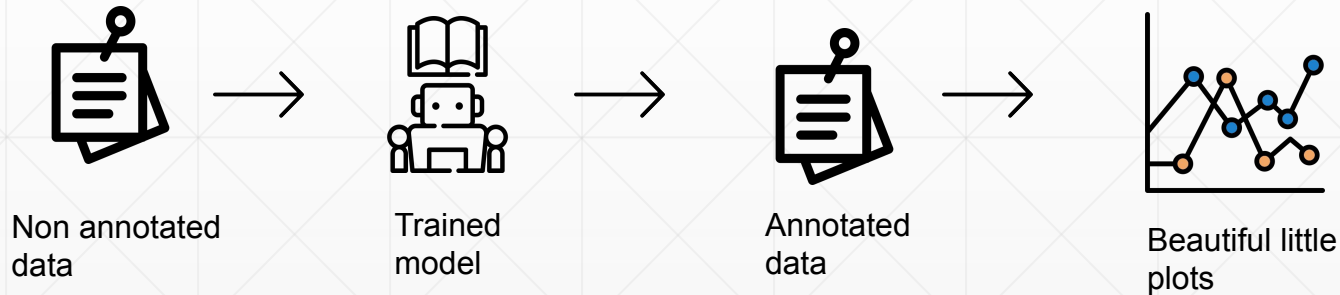 Non annotated
data
Trained
model
Annotated
data
Beautiful little
plots